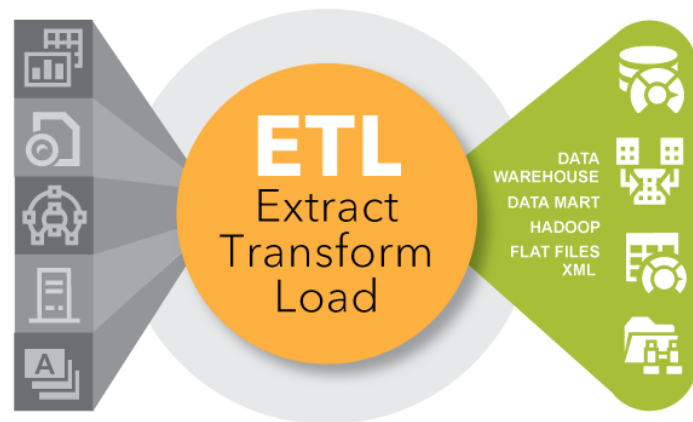 ETL
Extract
Transform
Load
DATA
WAREHOUSE
DATA MART
HADOOP
FLAT FILES
XML
A